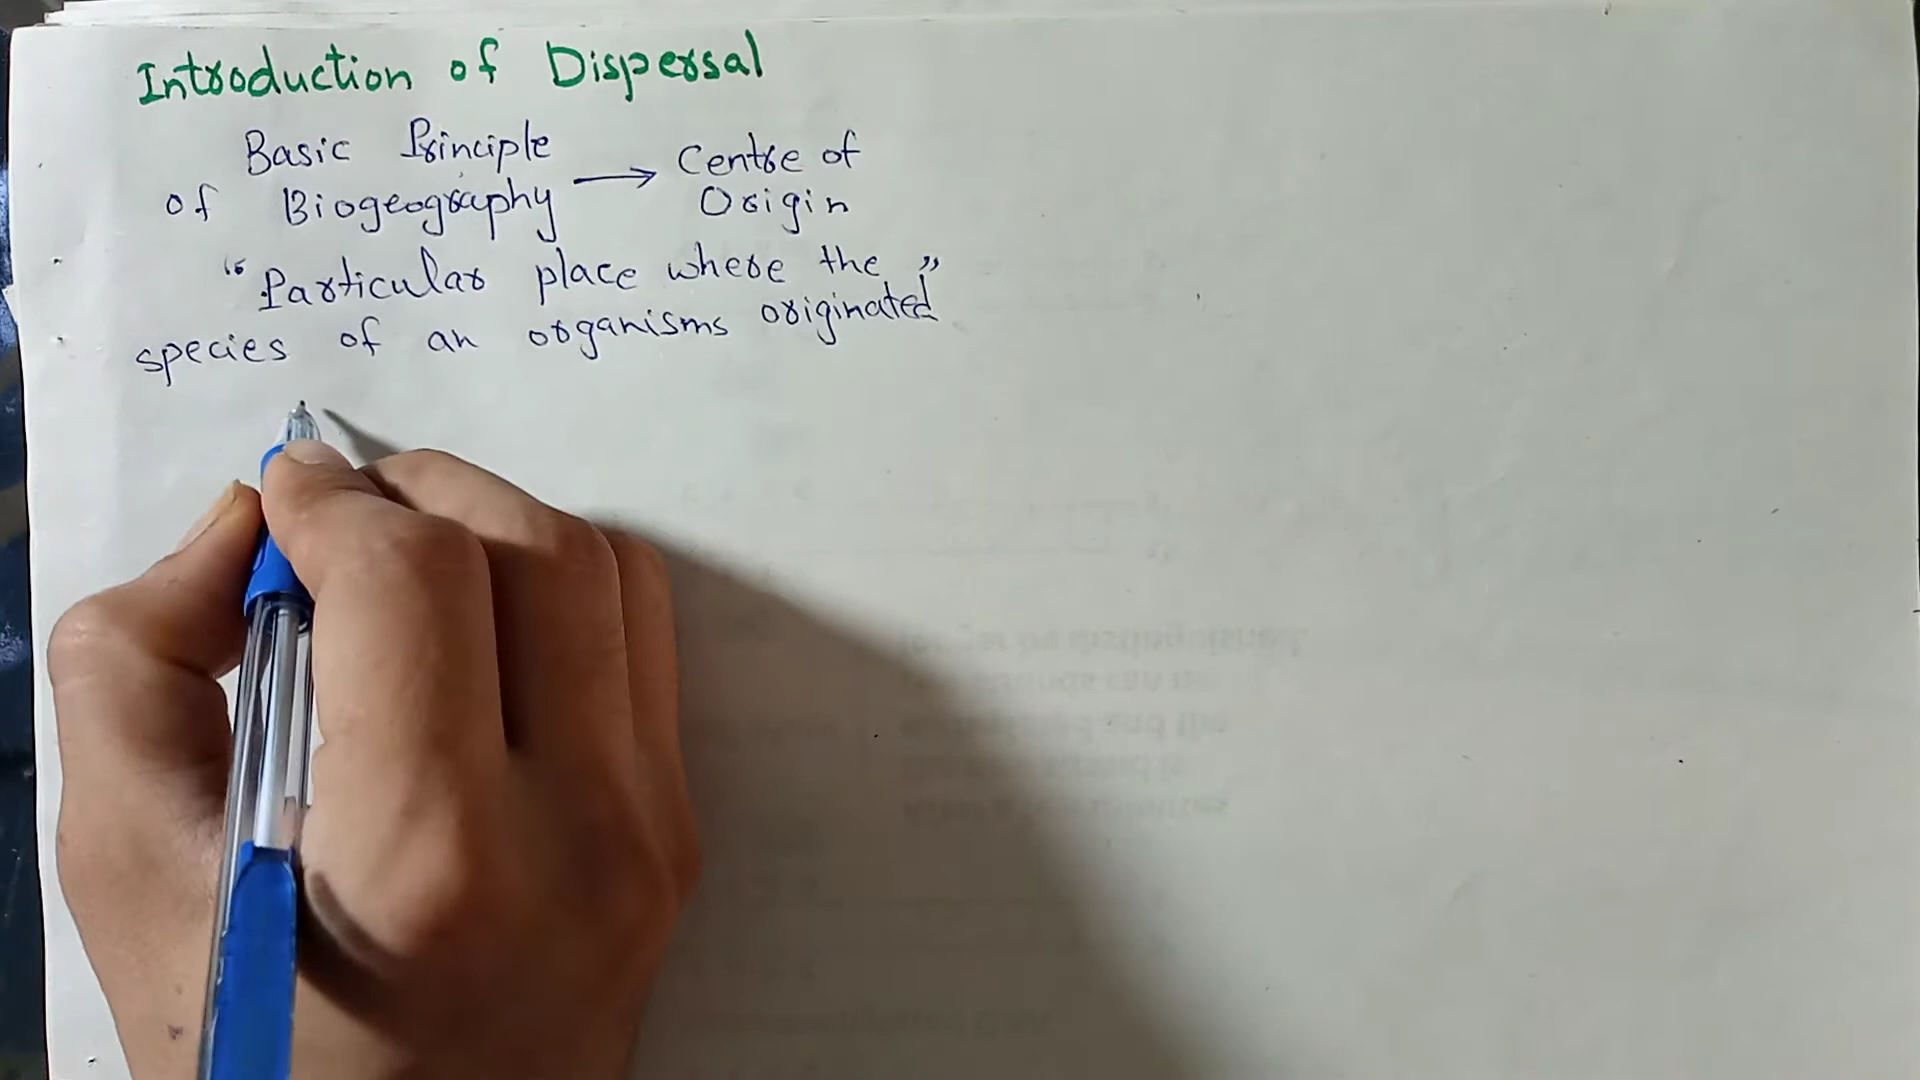 Introduction of Dispersal
Basic Principle
of Biogeography → Centre of
Origin
"Particular place where the"
species of an organisms originated